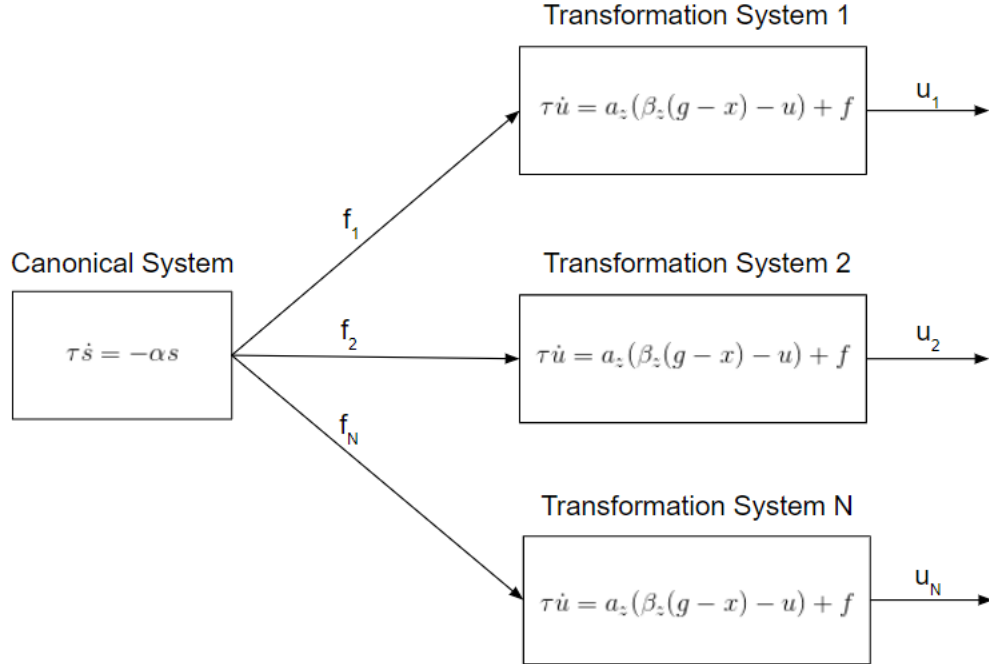 Transformation System 1
τu̇ = a_z(β_z(g − x) − u) + f
u_1
f_1
Canonical System
τṡ = −αs
f_2
Transformation System 2
τu̇ = a_z(β_z(g − x) − u) + f
u_2
f_N
Transformation System N
τu̇ = a_z(β_z(g − x) − u) + f
u_N